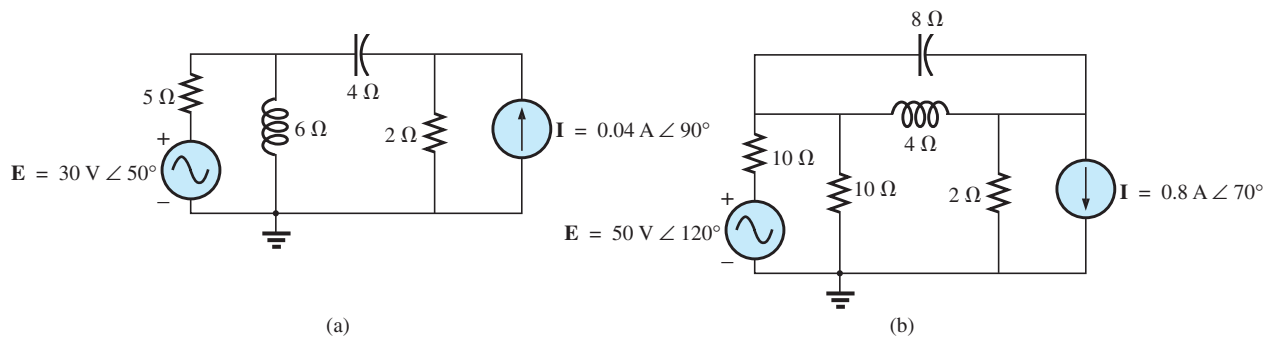 5 Ω
+
E = 30 V ∠ 50°
–
6 Ω
4 Ω
2 Ω
I = 0.04 A ∠ 90°
(a)
8 Ω
4 Ω
10 Ω
+
E = 50 V ∠ 120°
–
10 Ω
2 Ω
I = 0.8 A ∠ 70°
(b)